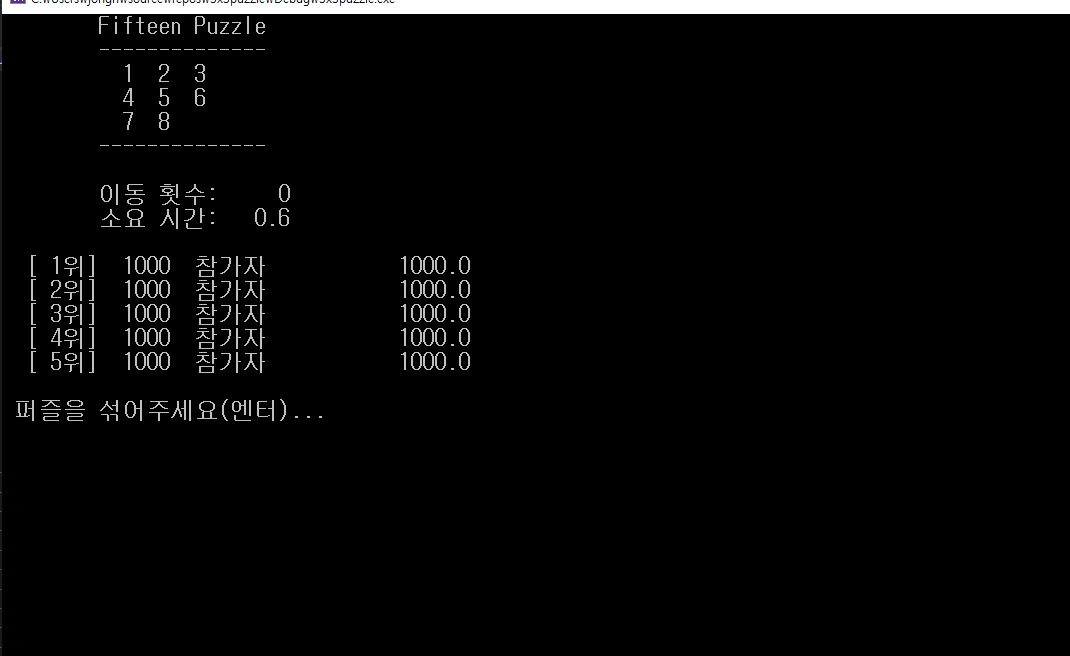 Fifteen Puzzle
--------------
1 2 3
4 5 6
7 8
--------------
이동 횟수: 0
소요 시간: 0.6
[ 1위] 1000 참가자 1000.0
[ 2위] 1000 참가자 1000.0
[ 3위] 1000 참가자 1000.0
[ 4위] 1000 참가자 1000.0
[ 5위] 1000 참가자 1000.0
퍼즐을 섞어주세요(엔터)...